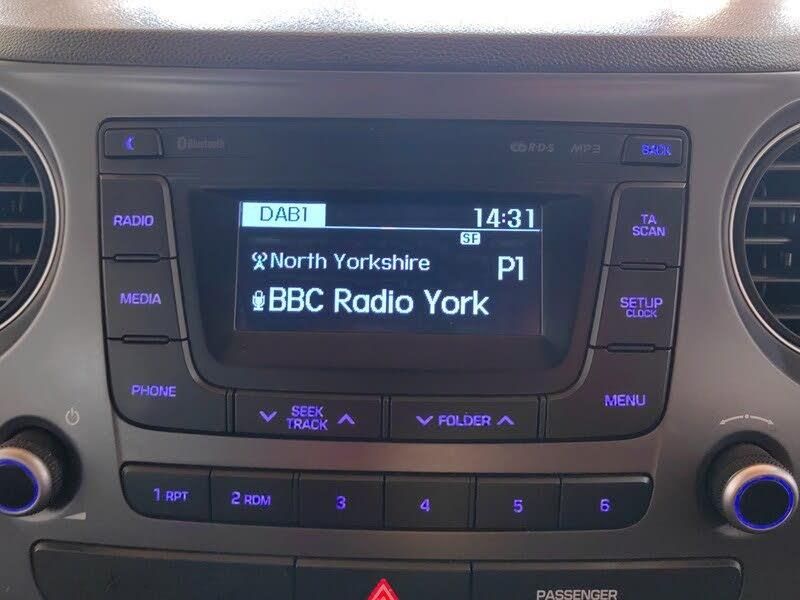 Bluetooth
R·D·S
MP3
BACK
RADIO
DAB1
14:31
TA
SCAN
SF
North Yorkshire
P1
MEDIA
BBC Radio York
SETUP
CLOCK
PHONE
MENU
SEEK
TRACK
FOLDER
1 RPT
2 RDM
3
4
5
6
PASSENGER